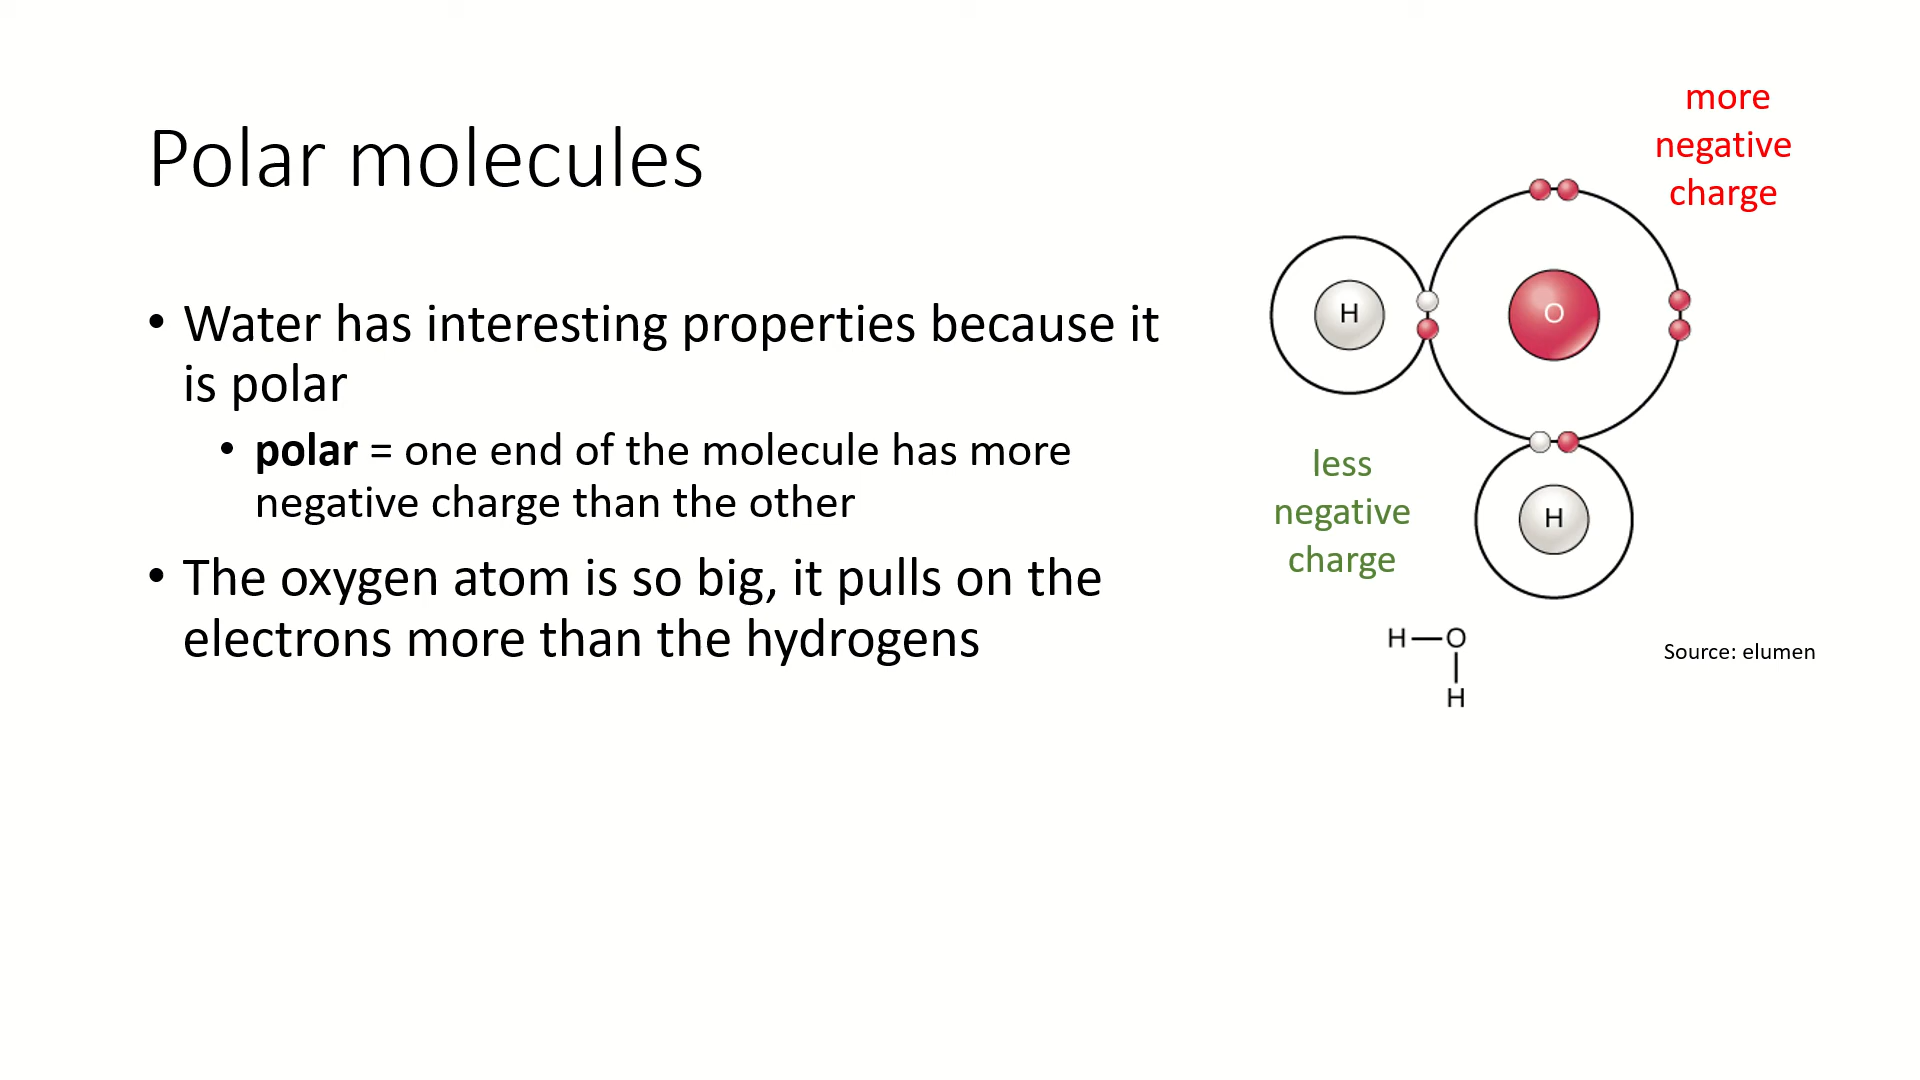 Polar molecules
• Water has interesting properties because it
is polar
• polar = one end of the molecule has more
negative charge than the other
• The oxygen atom is so big, it pulls on the
electrons more than the hydrogens
more
negative
charge
H
O
less
negative
charge
H
H—O
H
Source: elumen